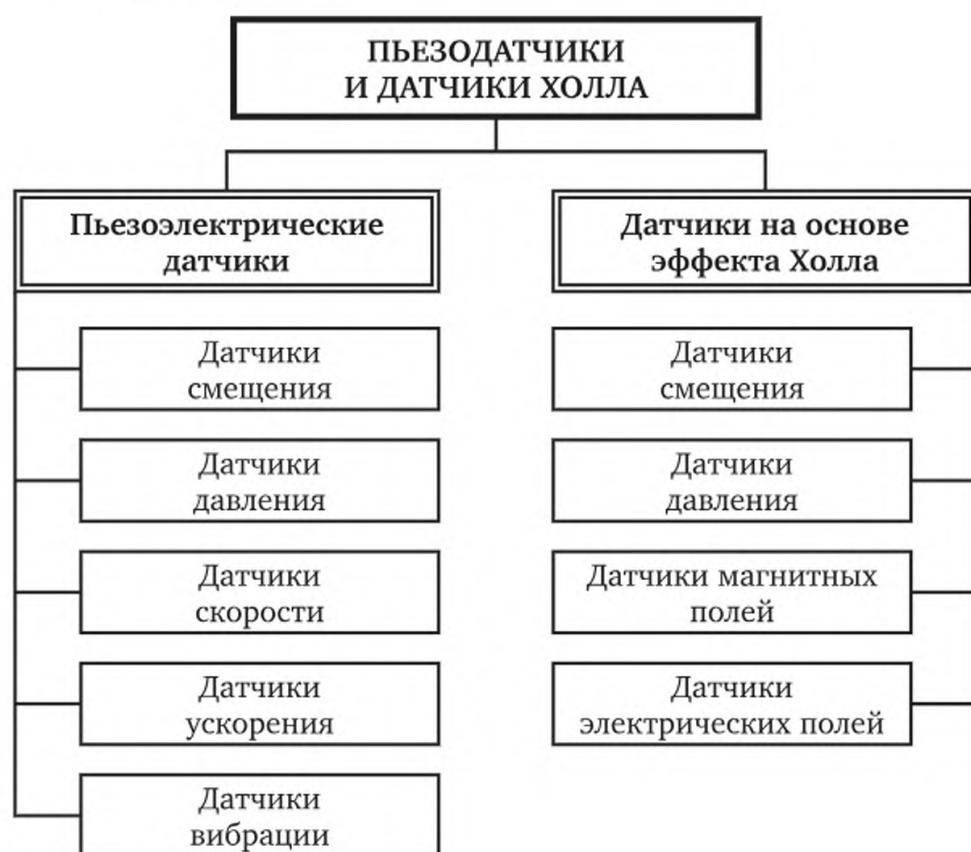 ПЬЕЗОДАТЧИКИ
И ДАТЧИКИ ХОЛЛА
Пьезоэлектрические
датчики
Датчики
смещения
Датчики
давления
Датчики
скорости
Датчики
ускорения
Датчики
вибрации
Датчики на основе
эффекта Холла
Датчики
смещения
Датчики
давления
Датчики магнитных
полей
Датчики
электрических полей